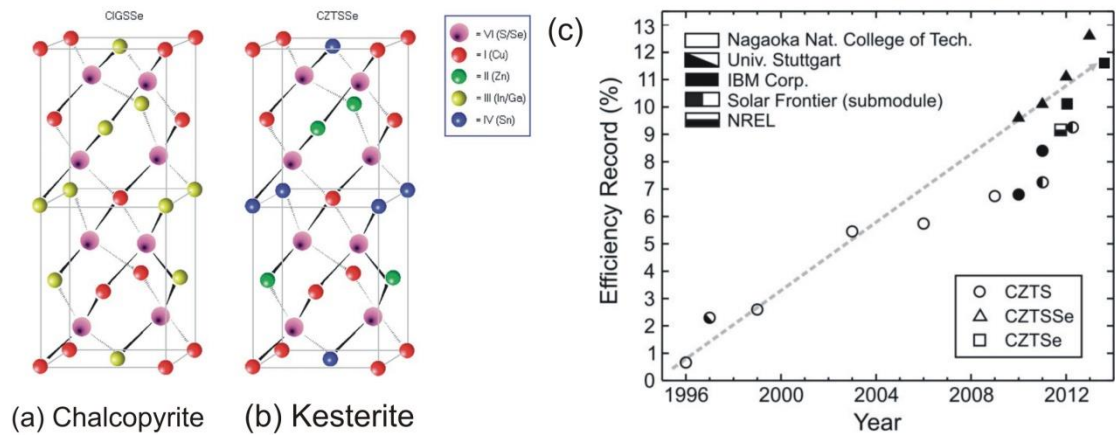 CIGSSe
CZTSSe
= VI (S/Se)
= I (Cu)
= II (Zn)
= III (In/Ga)
= IV (Sn)
(a) Chalcopyrite
(b) Kesterite
(c)
Efficiency Record (%)
13
12
11
10
9
8
7
6
5
4
3
2
1
0
Nagaoka Nat. College of Tech.
Univ. Stuttgart
IBM Corp.
Solar Frontier (submodule)
NREL
CZTS
CZTSSe
CZTSe
1996
2000
2004
2008
2012
Year